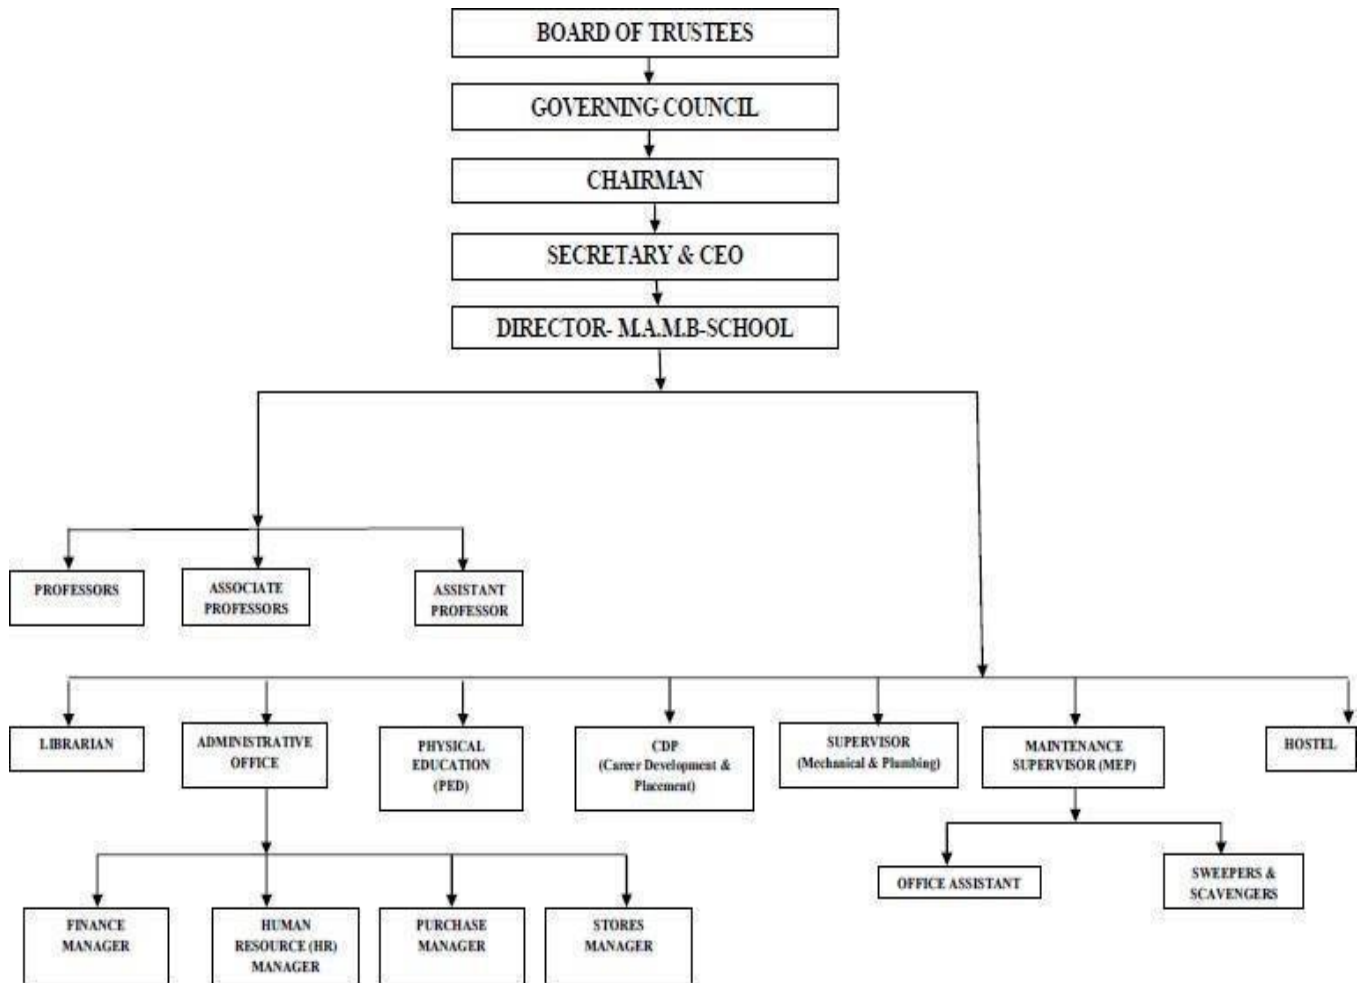 BOARD OF TRUSTEES
GOVERNING COUNCIL
CHAIRMAN
SECRETARY & CEO
DIRECTOR- M.A.M.B-SCHOOL
PROFESSORS
ASSOCIATE
PROFESSORS
ASSISTANT
PROFESSOR
LIBRARIAN
ADMINISTRATIVE
OFFICE
PHYSICAL
EDUCATION
(PED)
CDP
(Career Development &
Placement)
SUPERVISOR
(Mechanical & Plumbing)
MAINTENANCE
SUPERVISOR (MEP)
HOSTEL
OFFICE ASSISTANT
SWEEPERS &
SCAVENGERS
FINANCE
MANAGER
HUMAN
RESOURCE (HR)
MANAGER
PURCHASE
MANAGER
STORES
MANAGER